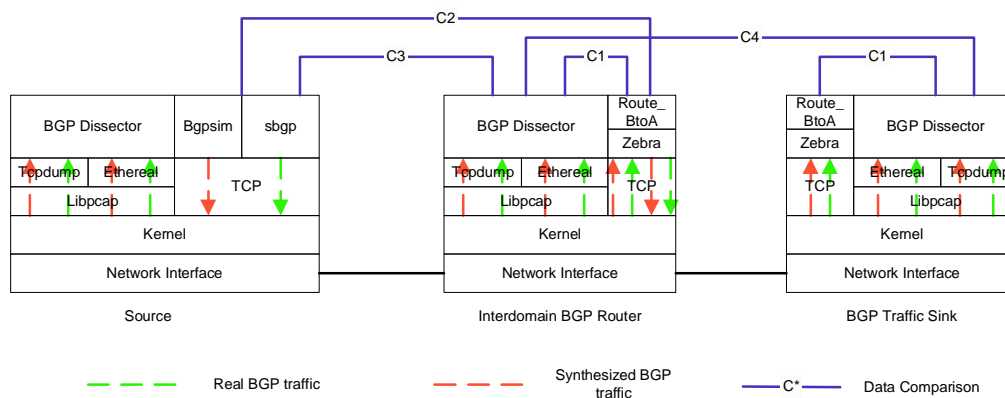 C2
C4
C3
C1
C1
BGP Dissector
Bgpsim
sbgp
BGP Dissector
Route_
BtoA
Zebra
Route_
BtoA
Zebra
BGP Dissector
Tcpdump
Ethereal
Libpcap
TCP
Tcpdump
Ethereal
Libpcap
TCP
TCP
Ethereal
Tcpdump
Libpcap
Kernel
Kernel
Kernel
Network Interface
Network Interface
Network Interface
Source
Interdomain BGP Router
BGP Traffic Sink
Real BGP traffic
Synthesized BGP
traffic
C*
Data Comparison